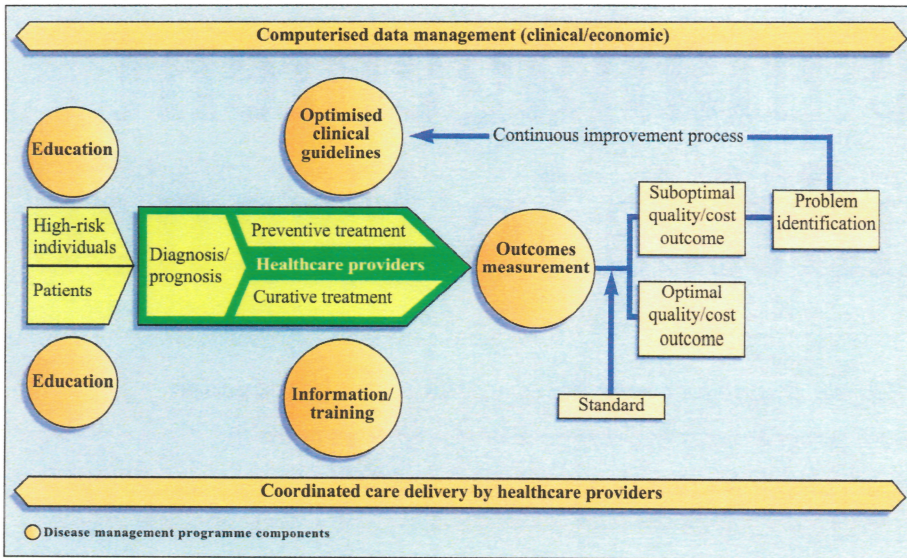 Computerised data management (clinical/economic)
Education
Optimised
clinical
guidelines
Continuous improvement process
High-risk
individuals
Patients
Diagnosis/
prognosis
Preventive treatment
Healthcare providers
Curative treatment
Outcomes
measurement
Suboptimal
quality/cost
outcome
Problem
identification
Optimal
quality/cost
outcome
Standard
Education
Information/
training
Coordinated care delivery by healthcare providers
Disease management programme components